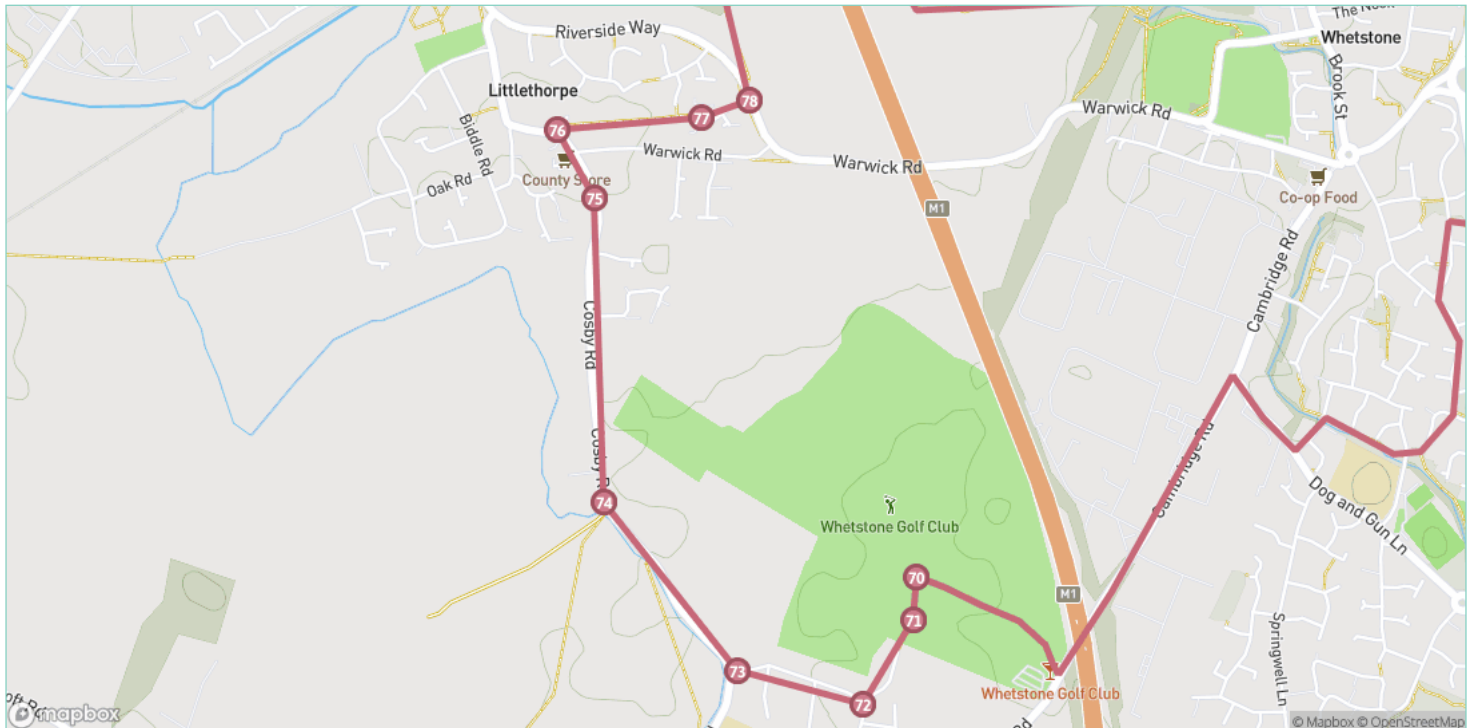 Riverside Way
The Nook
Whetstone
Brook St
Littlethorpe
78
77
76
Warwick Rd
Biddle Rd
Warwick Rd
Warwick Rd
County Store
Oak Rd
75
Co-op Food
M1
Cambridge Rd
Cosby Rd
Cosby Rd
Cambridge Rd
74
Whetstone Golf Club
Dog and Gun Ln
70
M1
71
Springwell Ln
73
Whetstone Golf Club
72
Rd
mapbox
© Mapbox © OpenStreetMap